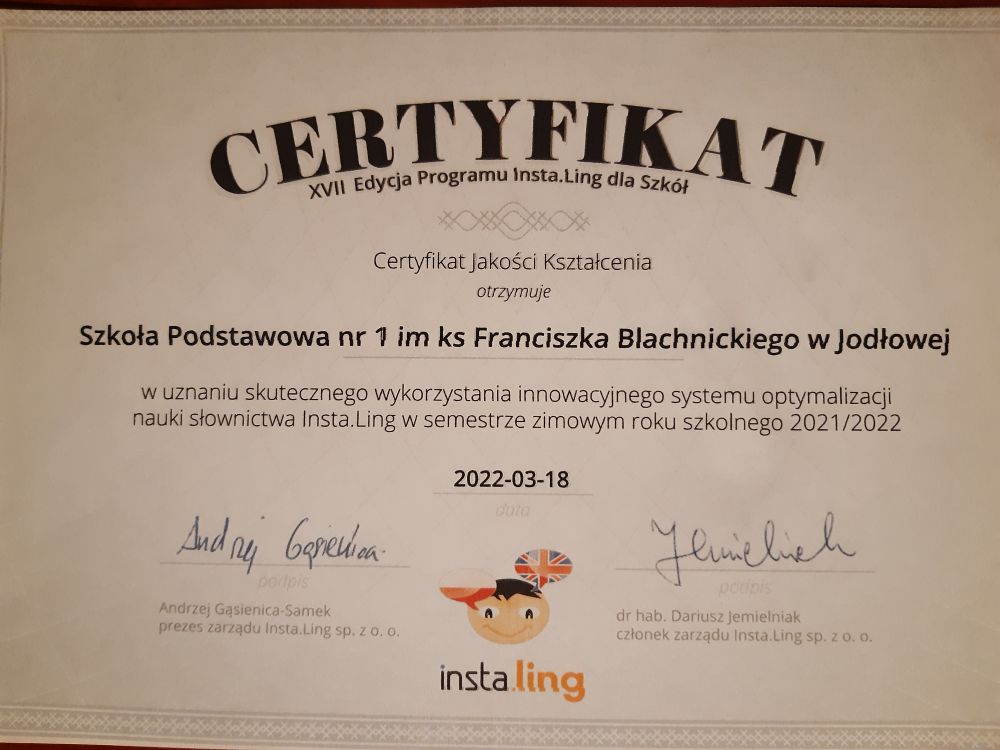 CERTYFIKAT
XVII Edycja Programu Insta.Ling dla Szkół
Certyfikat Jakości Kształcenia
otrzymuje
Szkoła Podstawowa nr 1 im ks Franciszka Blachnickiego w Jodłowej
w uznaniu skutecznego wykorzystania innowacyjnego systemu optymalizacji
nauki słownictwa Insta.Ling w semestrze zimowym roku szkolnego 2021/2022
2022-03-18
data
Andrzej Gąsienica
podpis
Andrzej Gąsienica-Samek
prezes zarządu Insta.Ling sp. z o. o.
Jemielniak
podpis
dr hab. Dariusz Jemielniak
członek zarządu Insta.Ling sp. z o. o.
insta.ling